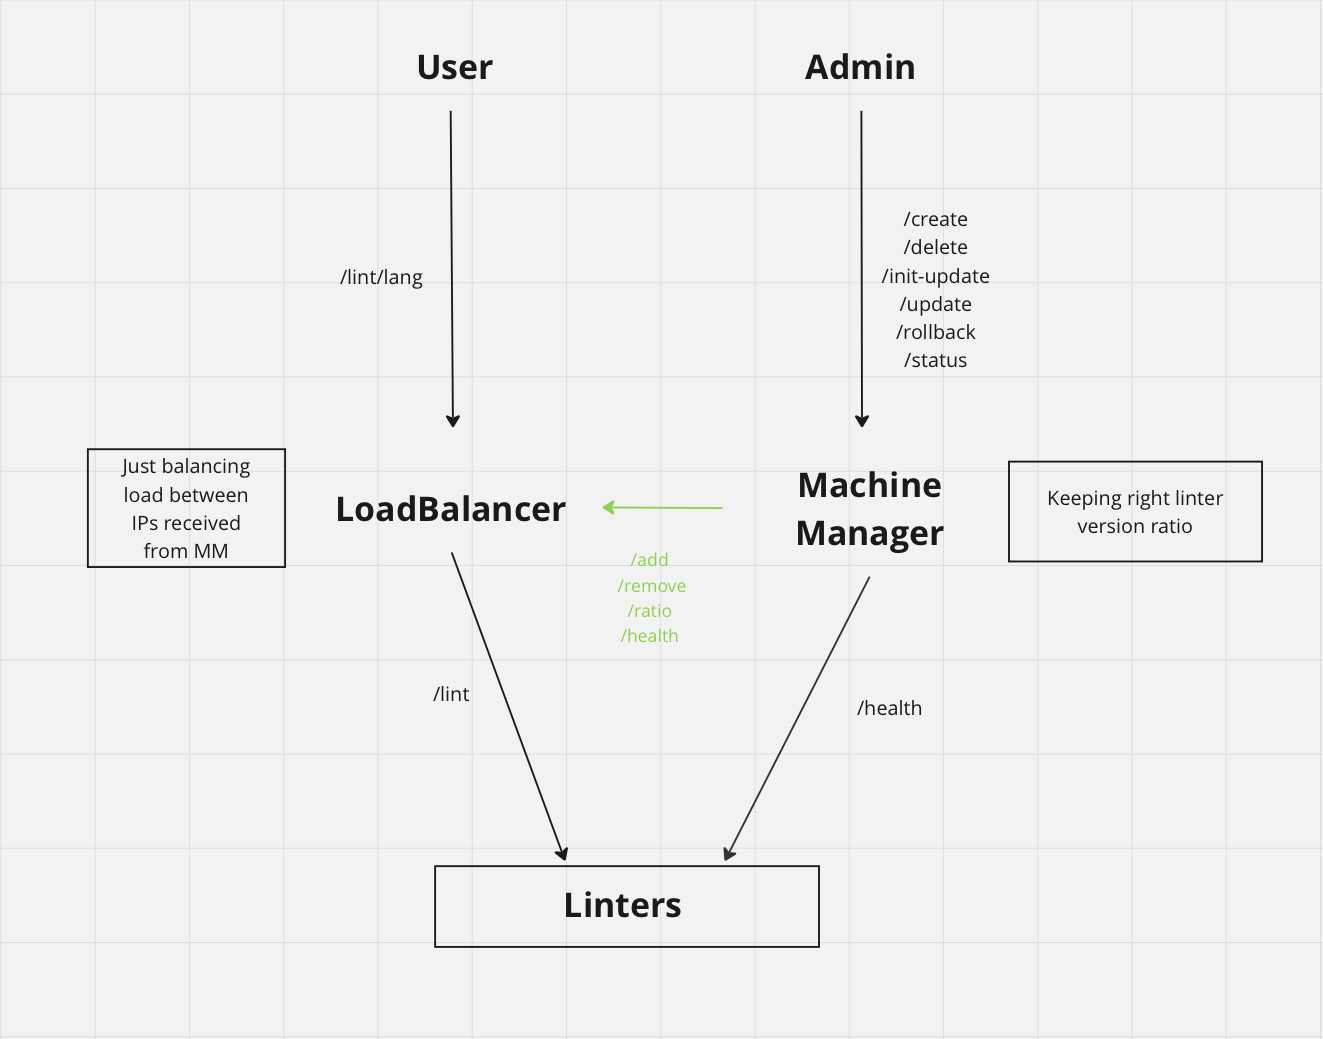 User
Admin
/create
/delete
/init-update
/update
/rollback
/status
/lint/lang
Just balancing
load between
IPs received
from MM
LoadBalancer
Machine
Manager
Keeping right linter
version ratio
/add
/remove
/ratio
/health
/lint
/health
Linters